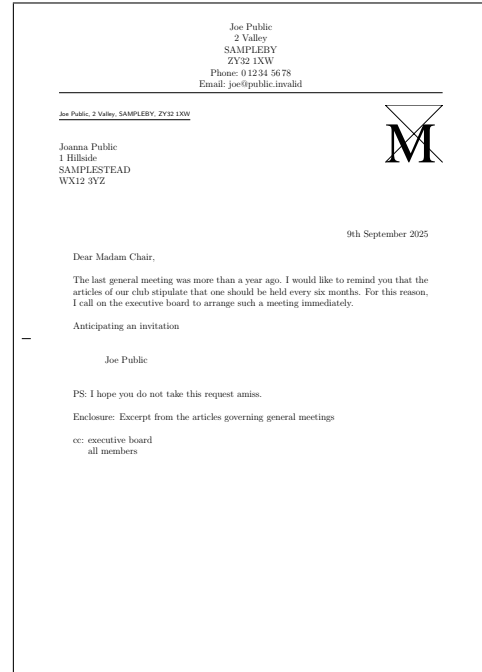 Joe Public
2 Valley
SAMPLEBY
ZY32 1XW
Phone: 0 12 34 56 78
Email: joe@public.invalid
Joe Public, 2 Valley, SAMPLEBY, ZY32 1XW
M
Joanna Public
1 Hillside
SAMPLESTEAD
WX12 3YZ
9th September 2025
Dear Madam Chair,
The last general meeting was more than a year ago. I would like to remind you that the
articles of our club stipulate that one should be held every six months. For this reason,
I call on the executive board to arrange such a meeting immediately.
Anticipating an invitation
Joe Public
PS: I hope you do not take this request amiss.
Enclosure: Excerpt from the articles governing general meetings
cc: executive board
all members